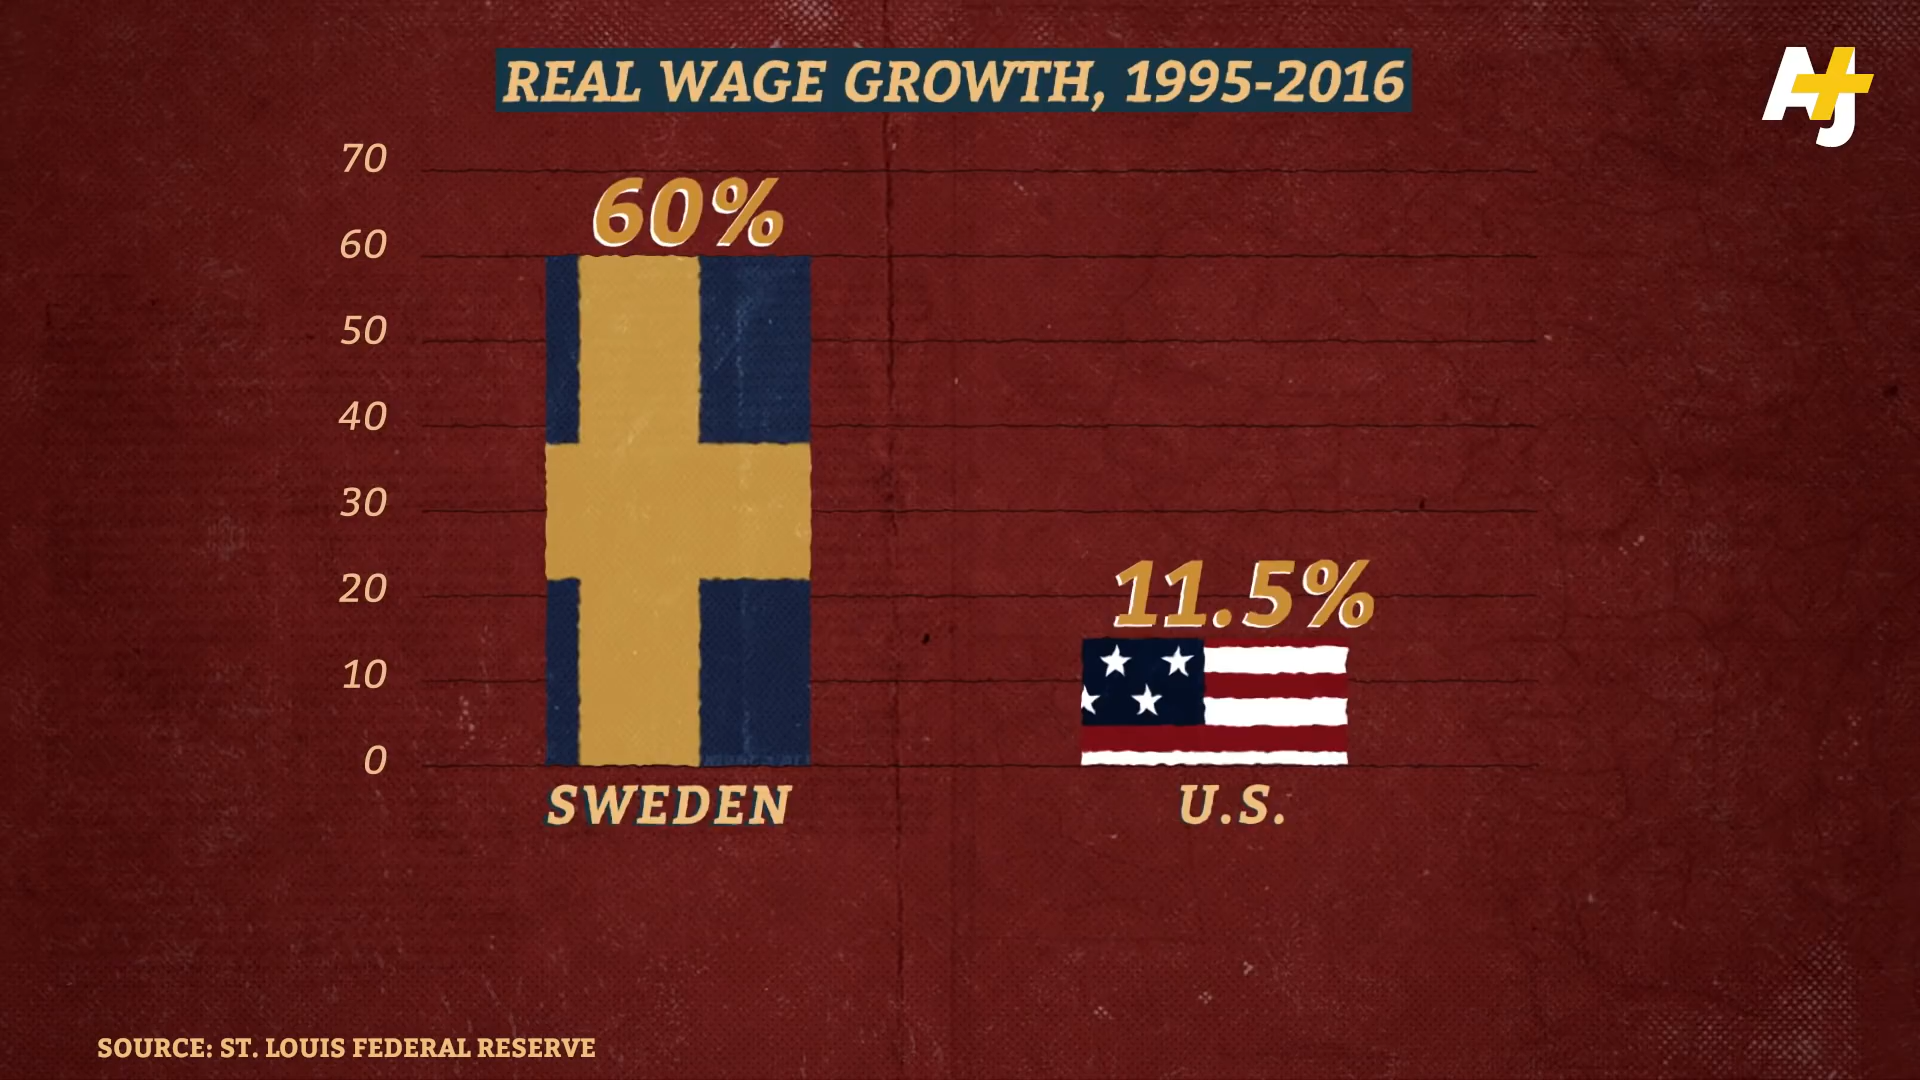 REAL WAGE GROWTH, 1995-2016
AJ+
70
60%
60
50
40
30
11.5%
20
10
0
SWEDEN
U.S.
SOURCE: ST. LOUIS FEDERAL RESERVE